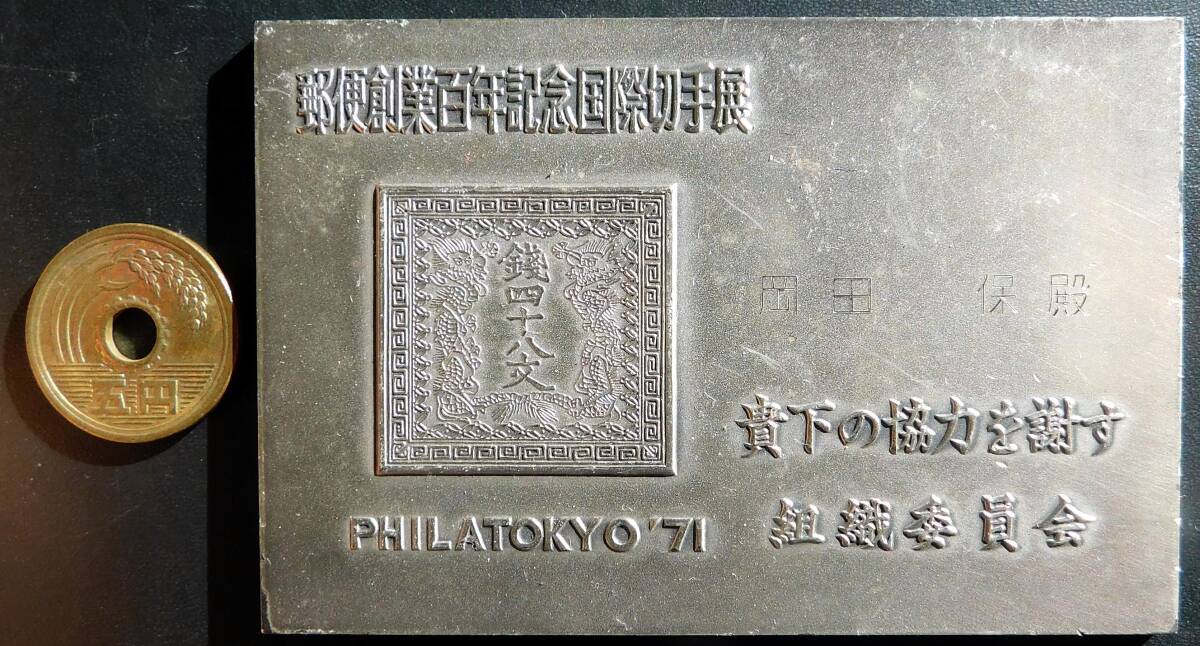 郵便創業百年記念国際切手展
錢四十八文
PHILATOKYO '71
岡田 保殿
貴下の協力を謝す
組織委員会
五円